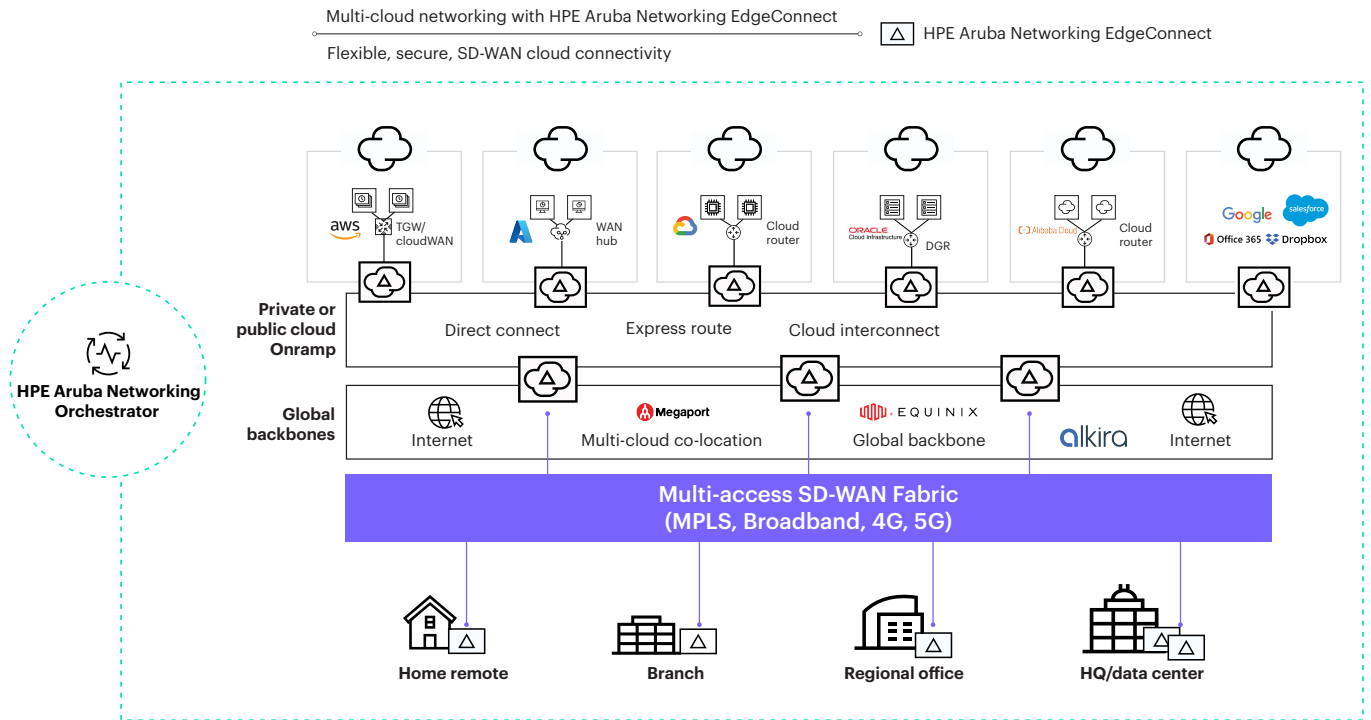 Multi-cloud networking with HPE Aruba Networking EdgeConnect
Flexible, secure, SD-WAN cloud connectivity
HPE Aruba Networking EdgeConnect
aws
TGW/
cloudWAN
WAN
hub
Cloud
router
ORACLE
Cloud Infrastructure
DGR
Alibaba Cloud
Cloud
router
Google
salesforce
Office 365
Dropbox
Private or
public cloud
Onramp
Direct connect
Express route
Cloud interconnect
HPE Aruba Networking
Orchestrator
Global
backbones
Internet
Megaport
Multi-cloud co-location
EQUINIX
Global backbone
alkira
Internet
Multi-access SD-WAN Fabric
(MPLS, Broadband, 4G, 5G)
Home remote
Branch
Regional office
HQ/data center